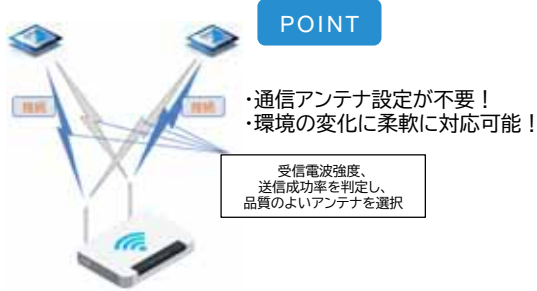 POINT
・通信アンテナ設定が不要！
・環境の変化に柔軟に対応可能！
接続
接続
受信電波強度、
送信成功率を判定し、
品質のよいアンテナを選択